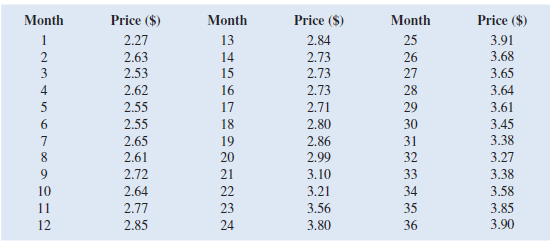 Month Price ($) Month Price ($) Month Price ($)
1 2.27 13 2.84 25 3.91
2 2.63 14 2.73 26 3.68
3 2.53 15 2.73 27 3.65
4 2.62 16 2.73 28 3.64
5 2.55 17 2.71 29 3.61
6 2.55 18 2.80 30 3.45
7 2.65 19 2.86 31 3.38
8 2.61 20 2.99 32 3.27
9 2.72 21 3.10 33 3.38
10 2.64 22 3.21 34 3.58
11 2.77 23 3.56 35 3.85
12 2.85 24 3.80 36 3.90